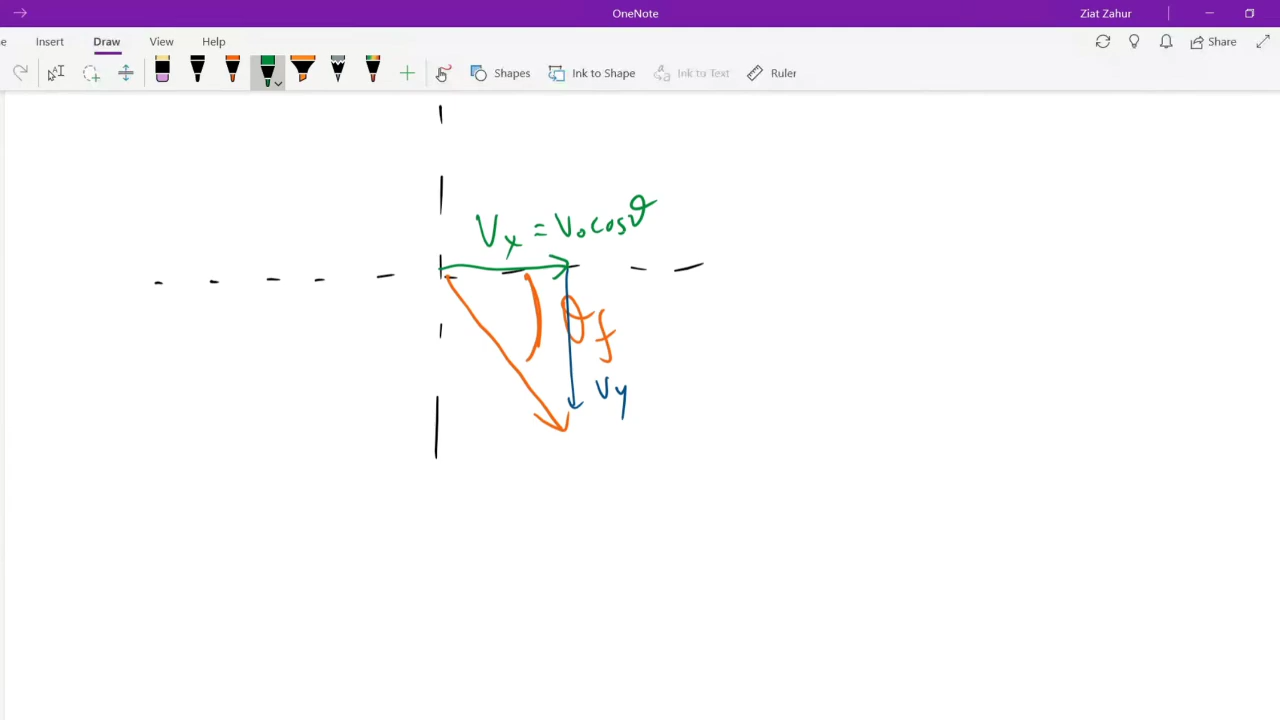 OneNote
Ziat Zahur
e Insert Draw View Help
Share
Shapes Ink to Shape Ink to Text Ruler
Vx = V₀cosθ
θf
Vy